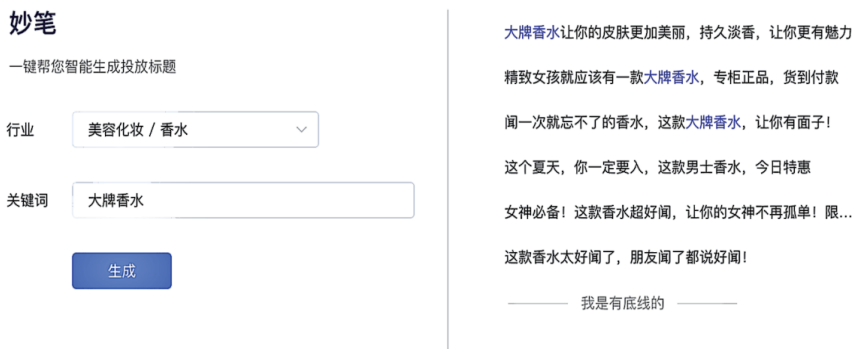 妙笔
一键帮您智能生成投放标题
行业
美容化妆 / 香水
关键词
大牌香水
生成
大牌香水让你的皮肤更加美丽，持久淡香，让你更有魅力
精致女孩就应该有一款大牌香水，专柜正品，货到付款
闻一次就忘不了的香水，这款大牌香水，让你有面子！
这个夏天，你一定要入，这款男士香水，今日特惠
女神必备！这款香水超好闻，让你的女神不再孤单！限...
这款香水太好闻了，朋友闻了都说好闻！
我是有底线的